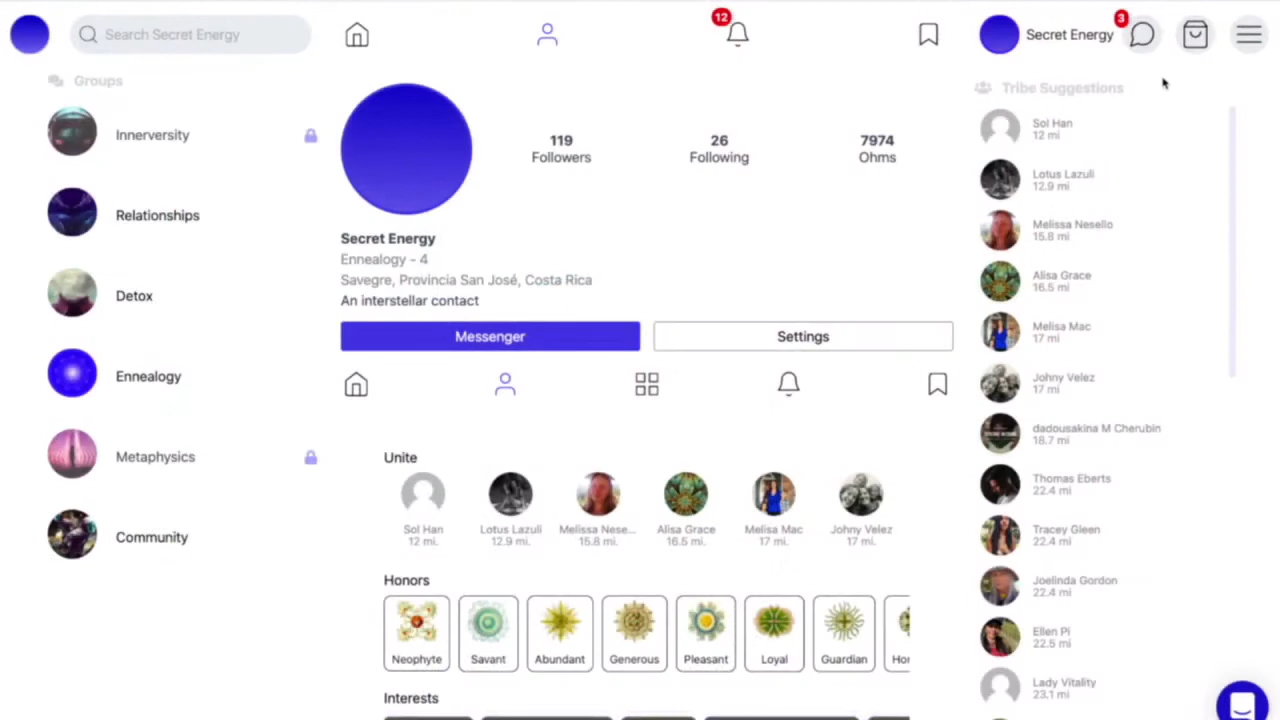 Search Secret Energy
12
Secret Energy
3
Groups
Innerversity
Relationships
Detox
Ennealogy
Metaphysics
Community
119
Followers
26
Following
7974
Ohms
Secret Energy
Ennealogy - 4
Savegre, Provincia San José, Costa Rica
An interstellar contact
Messenger
Settings
Unite
Sol Han
12 mi.
Lotus Lazuli
12.9 mi.
Melissa Nese...
15.8 mi.
Alisa Grace
16.5 mi.
Melisa Mac
17 mi.
Johny Velez
17 mi.
Honors
Neophyte
Savant
Abundant
Generous
Pleasant
Loyal
Guardian
Hor
Interests
Tribe Suggestions
Sol Han
12 mi
Lotus Lazuli
12.9 mi
Melissa Nesello
15.8 mi
Alisa Grace
16.5 mi
Melisa Mac
17 mi
Johny Velez
17 mi
dadousakina M Cherubin
18.7 mi
Thomas Eberts
22.4 mi
Tracey Gleen
22.4 mi
Joelinda Gordon
22.4 mi
Ellen Pi
22.5 mi
Lady Vitality
23.1 mi